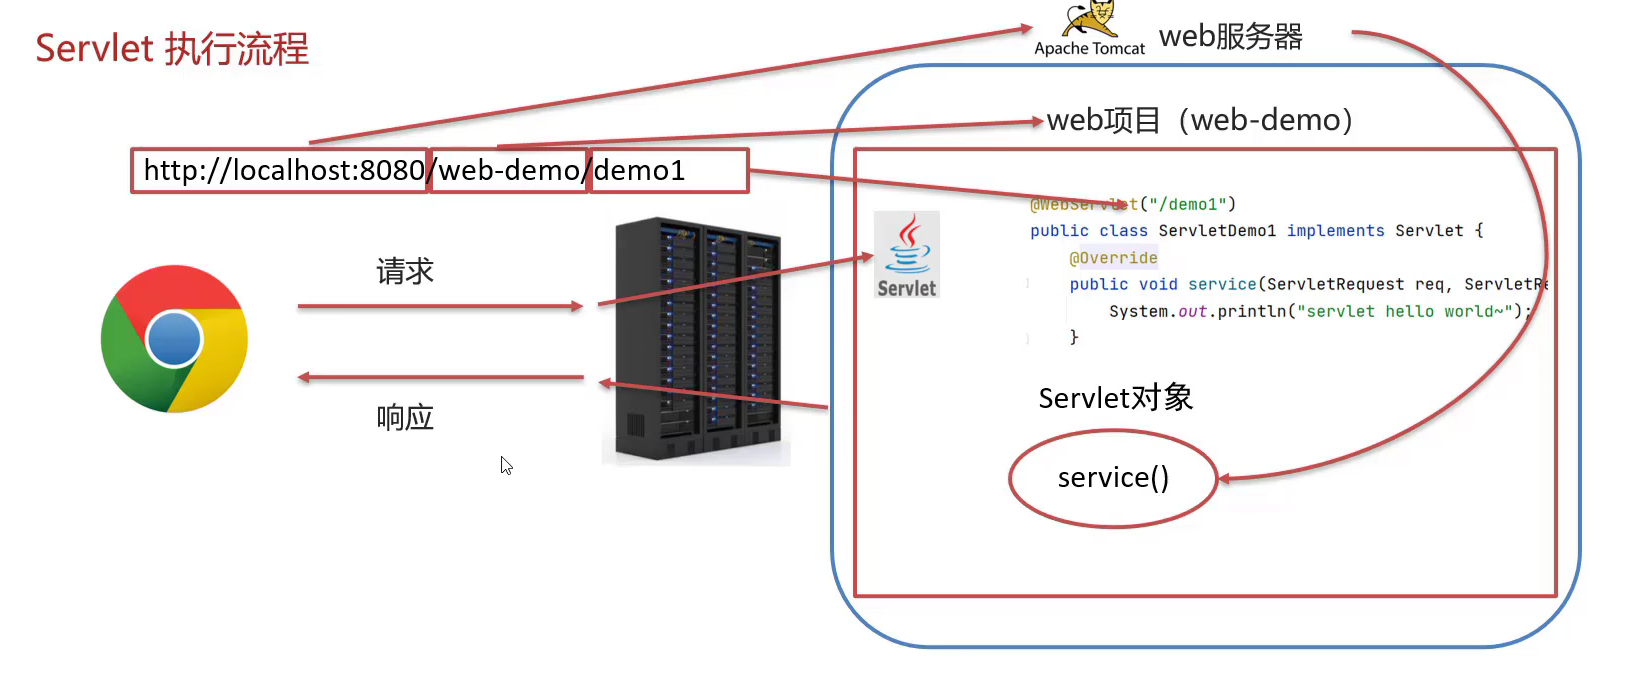 Servlet 执行流程
Apache Tomcat
web服务器
web项目（web-demo）
http://localhost:8080/web-demo/demo1
@WebServlet("/demo1")
public class ServletDemo1 implements Servlet {
@Override
public void service(ServletRequest req, ServletRe
System.out.println("servlet hello world~");
}
Servlet
请求
响应
Servlet对象
service()